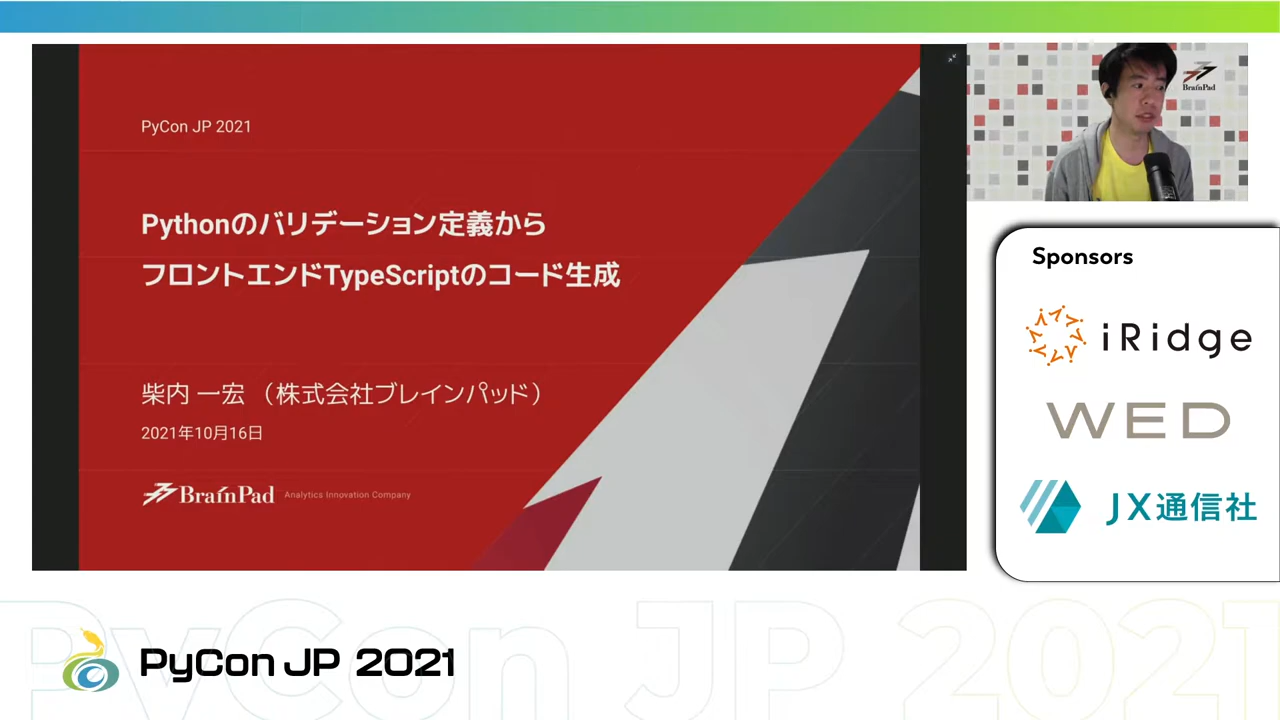 PyCon JP 2021
Pythonのバリデーション定義から
フロントエンドTypeScriptのコード生成
柴内 一宏 （株式会社ブレインパッド）
2021年10月16日
BrainPad Analytics Innovation Company
BrainPad
Sponsors
iRidge
WED
JX通信社
PyCon JP 2021
PyCon JP 2021